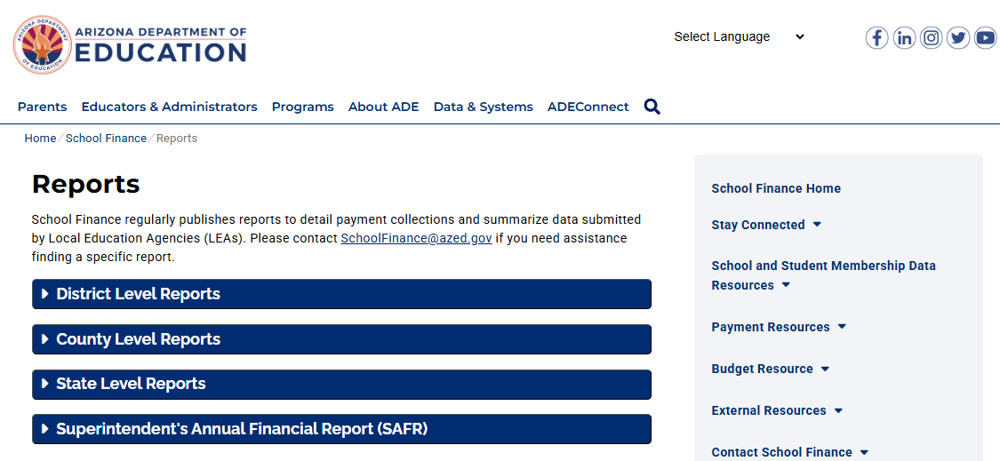 ARIZONA DEPARTMENT OF EDUCATION
ARIZONA DEPARTMENT OF
EDUCATION
Select Language
Parents Educators & Administrators Programs About ADE Data & Systems ADEConnect
Home / School Finance / Reports
Reports
School Finance regularly publishes reports to detail payment collections and summarize data submitted
by Local Education Agencies (LEAs). Please contact SchoolFinance@azed.gov if you need assistance
finding a specific report.
District Level Reports
County Level Reports
State Level Reports
Superintendent's Annual Financial Report (SAFR)
School Finance Home
Stay Connected
School and Student Membership Data
Resources
Payment Resources
Budget Resource
External Resources
Contact School Finance